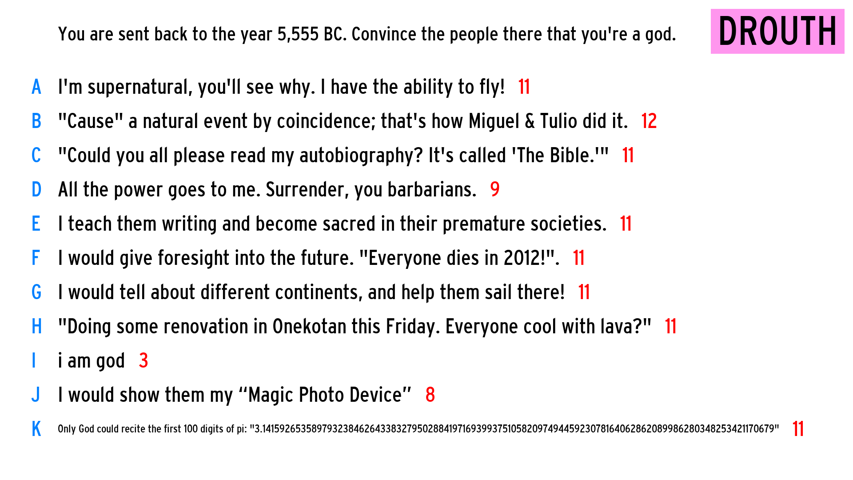 You are sent back to the year 5,555 BC. Convince the people there that you're a god.
DROUTH
A I'm supernatural, you'll see why. I have the ability to fly! 11
B "Cause" a natural event by coincidence; that's how Miguel & Tulio did it. 12
C "Could you all please read my autobiography? It's called 'The Bible.'" 11
D All the power goes to me. Surrender, you barbarians. 9
E I teach them writing and become sacred in their premature societies. 11
F I would give foresight into the future. "Everyone dies in 2012!". 11
G I would tell about different continents, and help them sail there! 11
H "Doing some renovation in Onekotan this Friday. Everyone cool with lava?" 11
I i am god 3
J I would show them my “Magic Photo Device” 8
K Only God could recite the first 100 digits of pi: "3.1415926535897932384626433832795028841971693993751058209749445923078164062862089986280348253421170679" 11